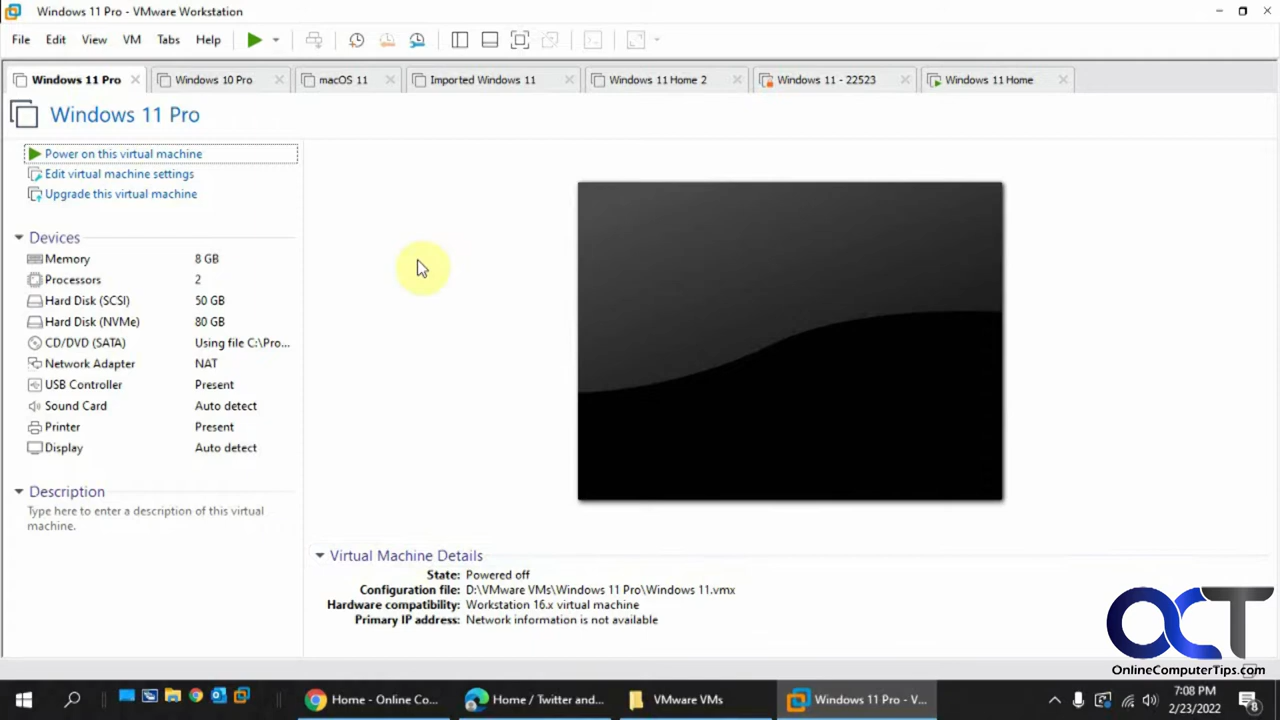 Windows 11 Pro - VMware Workstation
File Edit View VM Tabs Help
Windows 11 Pro Windows 10 Pro macOS 11 Imported Windows 11 Windows 11 Home 2 Windows 11 - 22523 Windows 11 Home
Windows 11 Pro
Power on this virtual machine
Edit virtual machine settings
Upgrade this virtual machine
Devices
Memory 8 GB
Processors 2
Hard Disk (SCSI) 50 GB
Hard Disk (NVMe) 80 GB
CD/DVD (SATA) Using file C:\Pro...
Network Adapter NAT
USB Controller Present
Sound Card Auto detect
Printer Present
Display Auto detect
Description
Type here to enter a description of this virtual
machine.
Virtual Machine Details
State: Powered off
Configuration file: D:\VMware VMs\Windows 11 Pro\Windows 11.vmx
Hardware compatibility: Workstation 16.x virtual machine
Primary IP address: Network information is not available
OCT
OnlineComputerTips.com
Home - Online Co... Home / Twitter and... VMware VMs Windows 11 Pro - V...
7:08 PM
2/23/2022
8